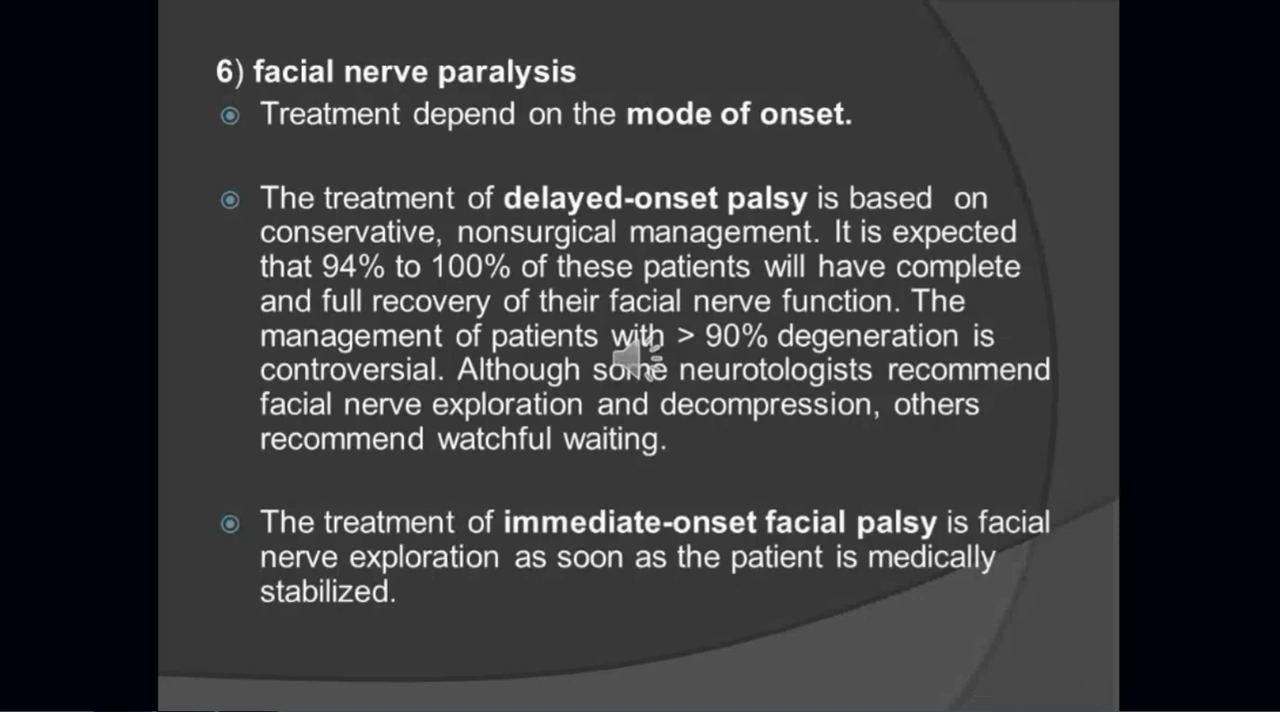 6) facial nerve paralysis
Treatment depend on the mode of onset.
The treatment of delayed-onset palsy is based on
conservative, nonsurgical management. It is expected
that 94% to 100% of these patients will have complete
and full recovery of their facial nerve function. The
management of patients with > 90% degeneration is
controversial. Although some neurotologists recommend
facial nerve exploration and decompression, others
recommend watchful waiting.
The treatment of immediate-onset facial palsy is facial
nerve exploration as soon as the patient is medically
stabilized.